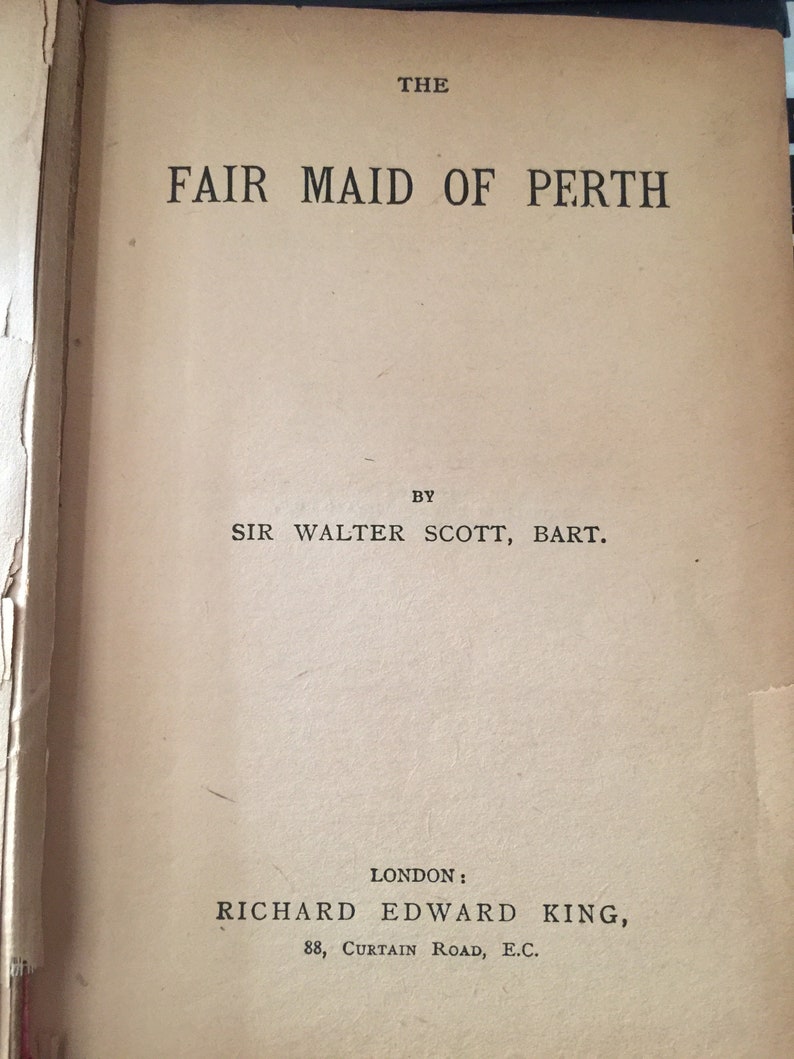 THE
FAIR MAID OF PERTH
BY
SIR WALTER SCOTT, BART.
LONDON:
RICHARD EDWARD KING,
88, CURTAIN ROAD, E.C.